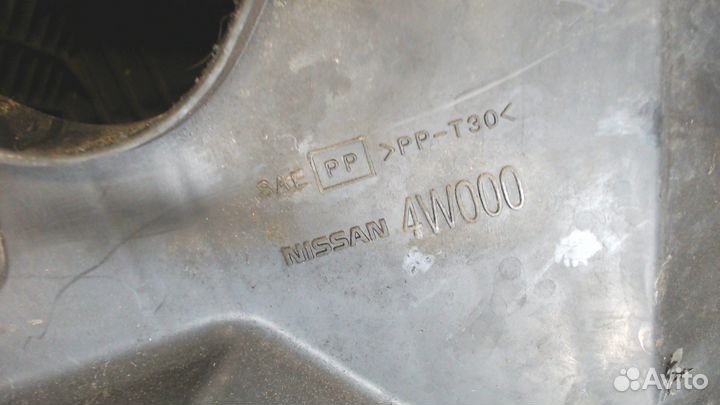 SAE PP >PP-T30<
NISSAN 4W000
Avito